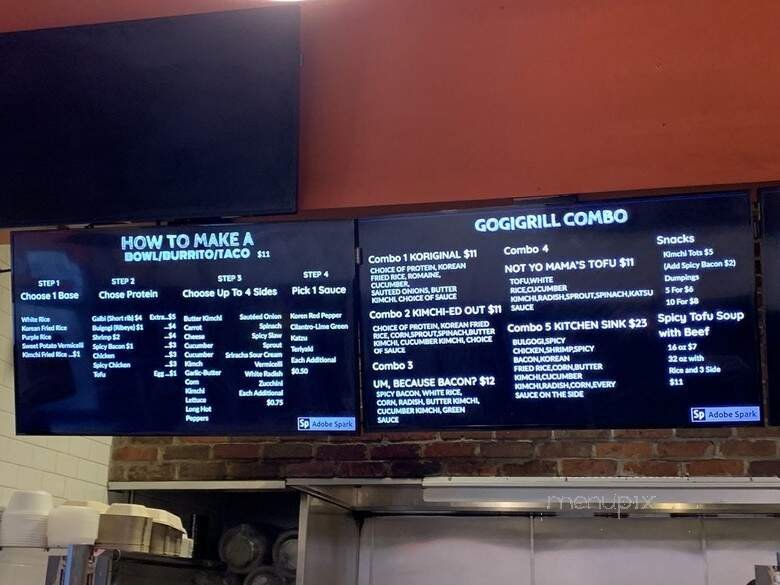 HOW TO MAKE A
BOWL/BURRITO/TACO $11
STEP 1
Choose 1 Base
White Rice
Korean Fried Rice
Purple Rice
Sweet Potato Vermicelli
Kimchi Fried Rice ...$1
STEP 2
Chose Protein
Galbi (Short rib) $4 Extra...$5
Bulgogi (Ribeye) $1 ...$4
Shrimp $2 ...$4
Spicy Bacon $1 ...$3
Chicken ...$3
Spicy Chicken ...$3
Tofu Egg ...$1
STEP 3
Choose Up To 4 Sides
Butter Kimchi
Carrot
Cheese
Cucumber
Cucumber
Kimch
Garlic-Butter
Corn
Kimchi
Lettuce
Long Hot
Peppers
Sautéed Onion
Spinach
Spicy Slaw
Sprout
Sriracha Sour Cream
Vermicelli
White Radish
Zucchini
Each Additional
$0.75
STEP 4
Pick 1 Sauce
Koren Red Pepper
Cilantro-Lime Green
Katzu
Teriyaki
Each Additional
$0.50
Sp Adobe Spark
GOGIGRILL COMBO
Combo 1 KORIGINAL $11
CHOICE OF PROTEIN, KOREAN
FRIED RICE, ROMAINE,
CUCUMBER,
SAUTEED ONIONS, BUTTER
KIMCHI, CHOICE OF SAUCE
Combo 2 KIMCHI-ED OUT $11
CHOICE OF PROTEIN, KOREAN FRIED
RICE, CORN,SPROUT,SPINACH,BUTTER
KIMCHI, CUCUMBER KIMCHI, CHOICE
OF SAUCE
Combo 3
UM, BECAUSE BACON? $12
SPICY BACON, WHITE RICE,
CORN, RADISH, BUTTER KIMCHI,
CUCUMBER KIMCHI, GREEN
SAUCE
Combo 4
NOT YO MAMA'S TOFU $11
TOFU,WHITE
RICE,CUCUMBER
KIMCHI,RADISH,SPROUT,SPINACH,KATSU
SAUCE
Combo 5 KITCHEN SINK $23
BULGOGI,SPICY
CHICKEN,SHRIMP,SPICY
BACON,KOREAN
FRIED RICE,CORN,BUTTER
KIMCHI,CUCUMBER
KIMCHI,RADISH,CORN,EVERY
SAUCE ON THE SIDE
Snacks
Kimchi Tots $5
(Add Spicy Bacon $2)
Dumpings
5 For $6
10 For $8
Spicy Tofu Soup
with Beef
16 oz $7
32 oz with
Rice and 3 Side
$11
Sp Adobe Spark
menupix